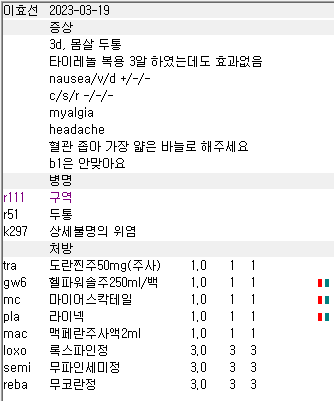 이효선 2023-03-19
증상
3d, 몸살 두통
타이레놀 복용 3알 하였는데도 효과없음
nausea/v/d +/-/-
c/s/r -/-/-
myalgia
headache
혈관 좁아 가장 얇은 바늘로 해주세요
b1은 안맞아요
병명
r111 구역
r51 두통
k297 상세불명의 위염
처방
tra 도란찐주50mg(주사) 1.0 1 1
gw6 헬파워솔주250ml/백 1.0 1 1
mc 마이어스칵테일 1.0 1 1
pla 라이넥 1.0 1 1
mac 맥페란주사액2ml 1.0 1 1
loxo 록스파인정 3.0 3 3
semi 무파인세미정 3.0 3 3
reba 무코란정 3.0 3 3